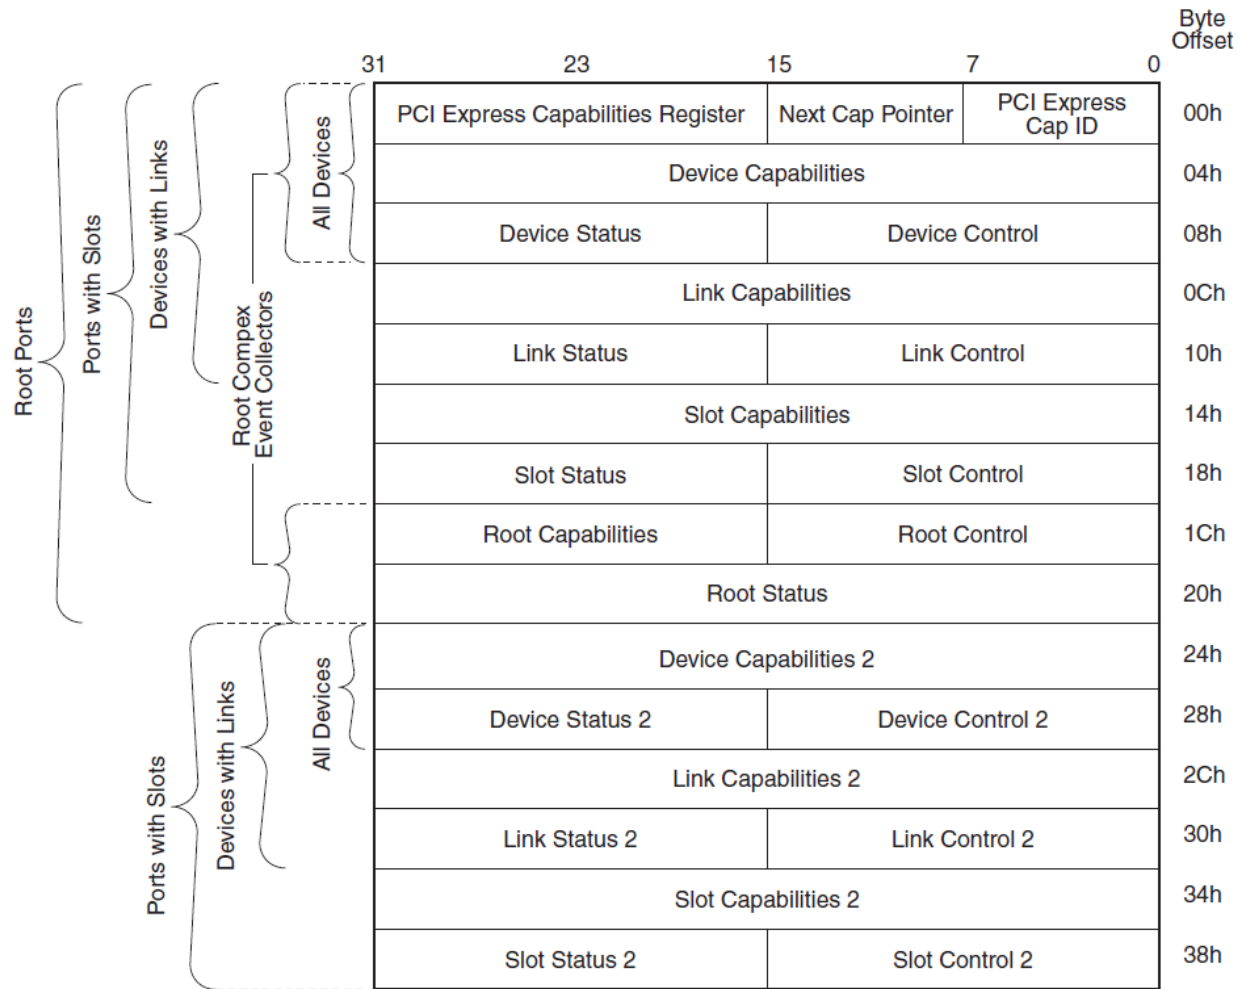 Byte
Offset
31 23 15 7 0
PCI Express Capabilities Register Next Cap Pointer PCI Express
Cap ID 00h
Device Capabilities 04h
Device Status Device Control 08h
Link Capabilities 0Ch
Link Status Link Control 10h
Slot Capabilities 14h
Slot Status Slot Control 18h
Root Capabilities Root Control 1Ch
Root Status 20h
Device Capabilities 2 24h
Device Status 2 Device Control 2 28h
Link Capabilities 2 2Ch
Link Status 2 Link Control 2 30h
Slot Capabilities 2 34h
Slot Status 2 Slot Control 2 38h
Root Ports
Ports with Slots
Devices with Links
Root Compex
Event Collectors
All Devices
Ports with Slots
Devices with Links
All Devices